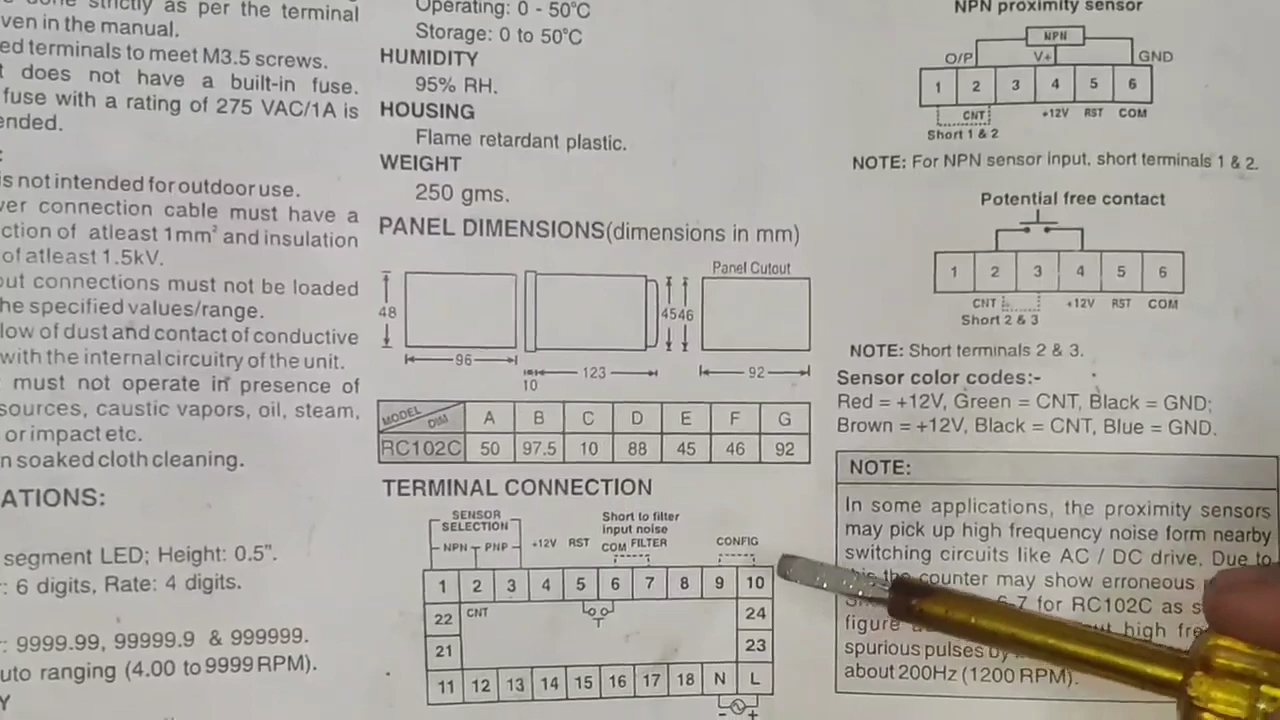 strictly as per the terminal
ven in the manual.
ed terminals to meet M3.5 screws.
t does not have a built-in fuse.
fuse with a rating of 275 VAC/1A is
ended.
:
is not intended for outdoor use.
wer connection cable must have a
ction of atleast 1mm² and insulation
of atleast 1.5kV.
out connections must not be loaded
he specified values/range.
low of dust and contact of conductive
with the internal circuitry of the unit.
must not operate in presence of
sources, caustic vapors, oil, steam,
or impact etc.
n soaked cloth cleaning.
ATIONS:
segment LED; Height: 0.5".
r: 6 digits, Rate: 4 digits.
r: 9999.99, 99999.9 & 999999.
uto ranging (4.00 to 9999 RPM).
Y
Operating: 0 - 50°C
Storage: 0 to 50°C
HUMIDITY
95% RH.
HOUSING
Flame retardant plastic.
WEIGHT
250 gms.
PANEL DIMENSIONS(dimensions in mm)
Panel Cutout
48 45 46
96 123 92
10
MODEL DIM A B C D E F G
RC102C 50 97.5 10 88 45 46 92
TERMINAL CONNECTION
SENSOR SELECTION
Short to filter input noise
NPN PNP +12V RST COM FILTER CONFIG
1 2 3 4 5 6 7 8 9 10
22 CNT 24
21 23
11 12 13 14 15 16 17 18 N L
- +
NPN proximity sensor
NPN
O/P V+ GND
1 2 3 4 5 6
CNT +12V RST COM
Short 1 & 2
NOTE: For NPN sensor input, short terminals 1 & 2.
Potential free contact
1 2 3 4 5 6
CNT +12V RST COM
Short 2 & 3
NOTE: Short terminals 2 & 3.
Sensor color codes:-
Red = +12V, Green = CNT, Black = GND;
Brown = +12V, Black = CNT, Blue = GND.
NOTE:
In some applications, the proximity sensors
may pick up high frequency noise form nearby
switching circuits like AC / DC drive. Due to
the counter may show erroneous
6-7 for RC102C as
figure high
spurious pulses
about 200Hz (1200 RPM).